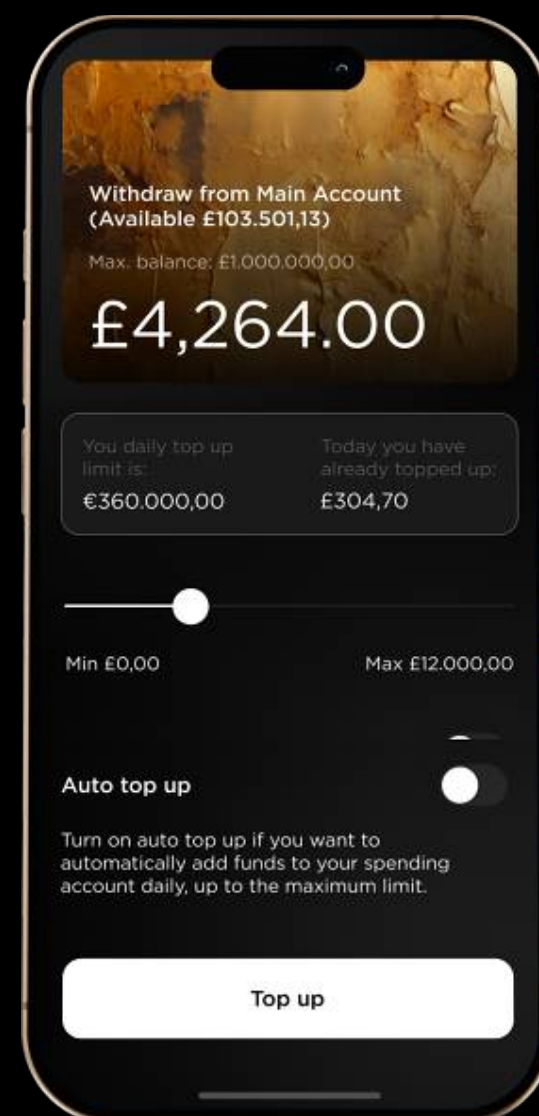 Withdraw from Main Account
(Available £103.501,13)
Max. balance: £1.000.000,00
£4,264.00
You daily top up
limit is:
€360.000,00
Today you have
already topped up:
£304,70
Min £0,00
Max £12.000,00
Auto top up
Turn on auto top up if you want to
automatically add funds to your spending
account daily, up to the maximum limit.
Top up